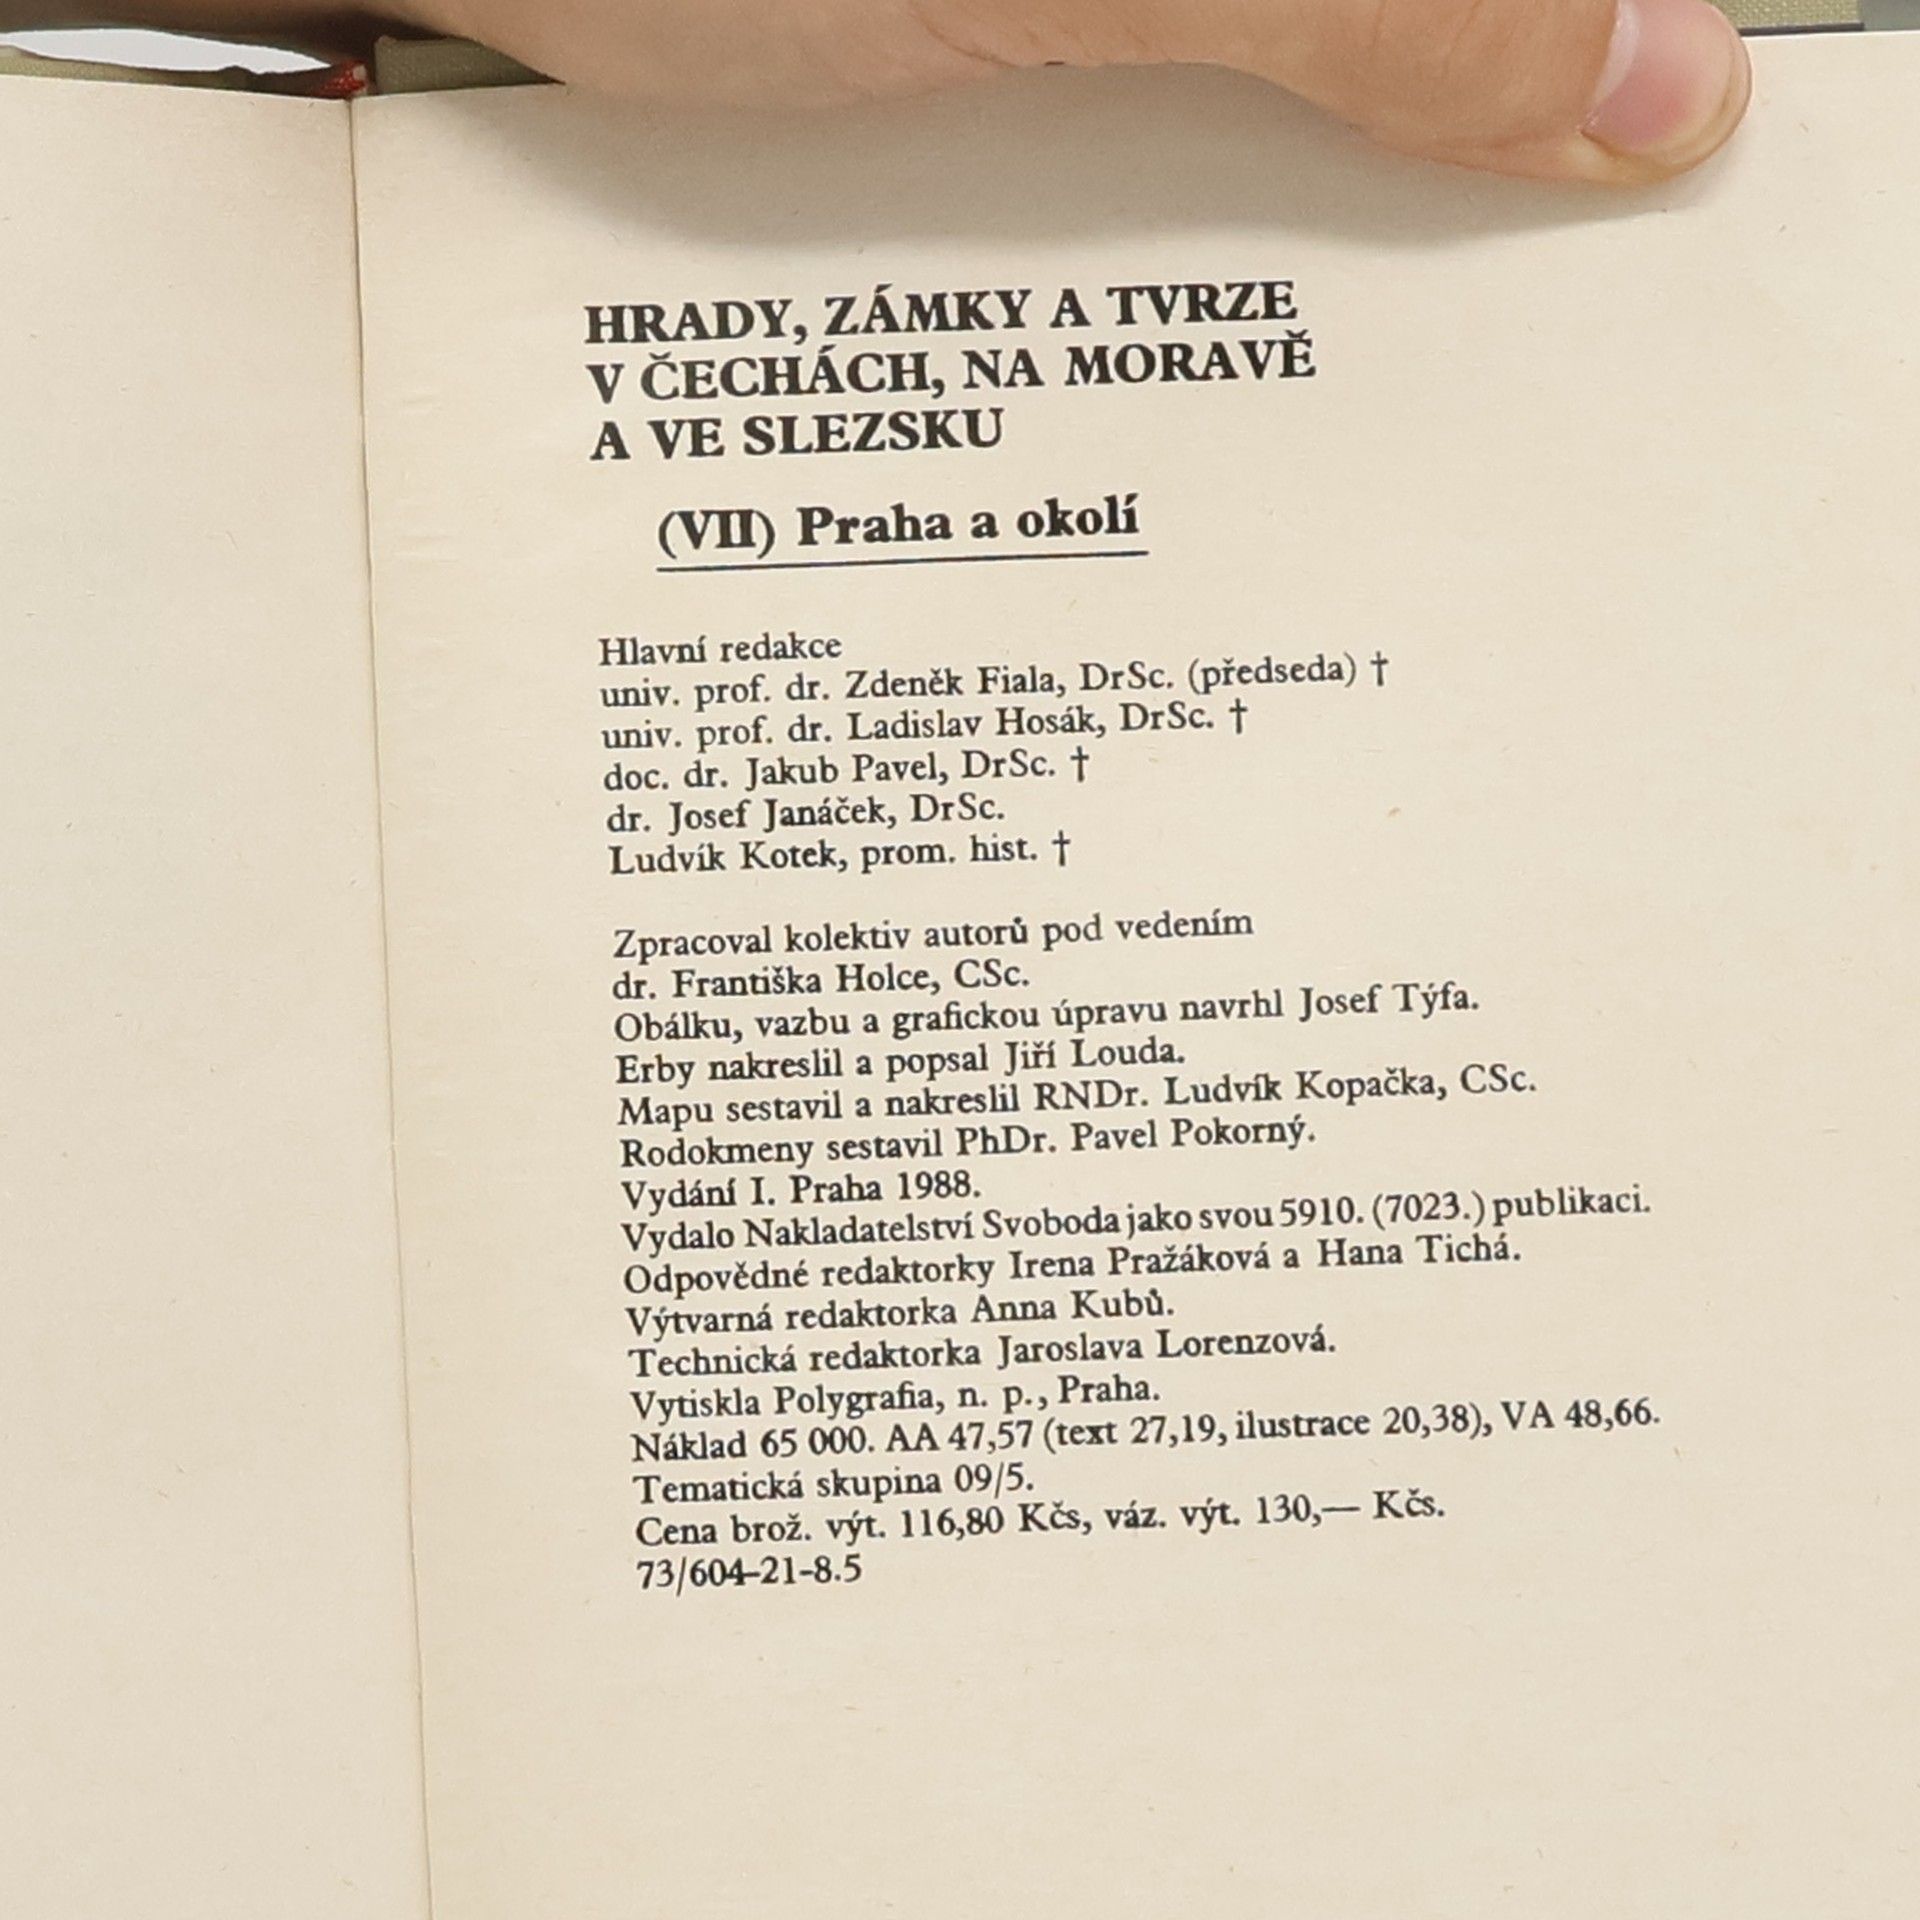 HRADY, ZÁMKY A TVRZE
V ČECHÁCH, NA MORAVĚ
A VE SLEZSKU
(VII) Praha a okolí
Hlavní redakce
univ. prof. dr. Zdeněk Fiala, DrSc. (předseda) †
univ. prof. dr. Ladislav Hosák, DrSc. †
doc. dr. Jakub Pavel, DrSc. †
dr. Josef Janáček, DrSc.
Ludvík Kotek, prom. hist. †
Zpracoval kolektiv autorů pod vedením
dr. Františka Holce, CSc.
Obálku, vazbu a grafickou úpravu navrhl Josef Týfa.
Erby nakreslil a popsal Jiří Louda.
Mapu sestavil a nakreslil RNDr. Ludvík Kopačka, CSc.
Rodokmeny sestavil PhDr. Pavel Pokorný.
Vydání I. Praha 1988.
Vydalo Nakladatelství Svoboda jako svou 5910. (7023.) publikaci.
Odpovědné redaktorky Irena Pražáková a Hana Tichá.
Výtvarná redaktorka Anna Kubů.
Technická redaktorka Jaroslava Lorenzová.
Vytiskla Polygrafia, n. p., Praha.
Náklad 65 000. AA 47,57 (text 27,19, ilustrace 20,38), VA 48,66.
Tematická skupina 09/5.
Cena brož. výt. 116,80 Kčs, váz. výt. 130,— Kčs.
73/604-21-8.5